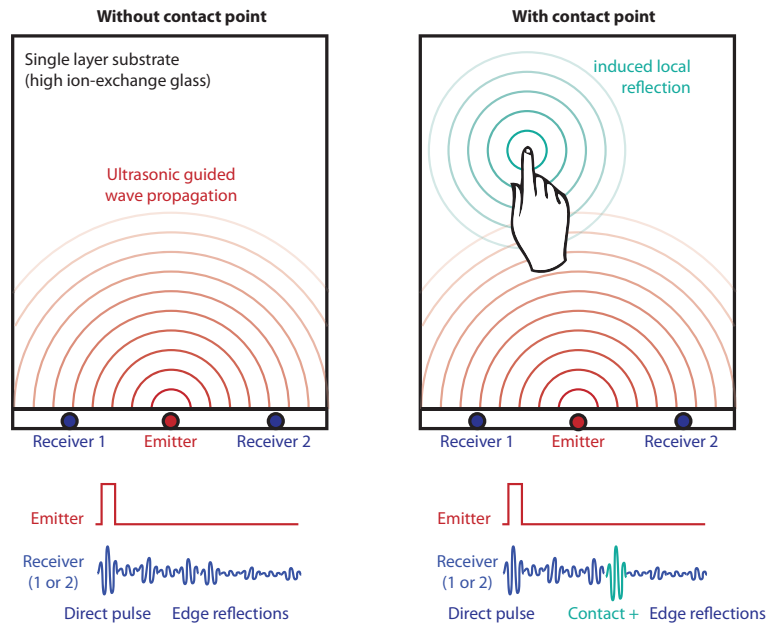 Without contact point
Single layer substrate
(high ion-exchange glass)
Ultrasonic guided
wave propagation
Receiver 1
Emitter
Receiver 2
Emitter
Receiver
(1 or 2)
Direct pulse
Edge reflections
With contact point
induced local
reflection
Receiver 1
Emitter
Receiver 2
Emitter
Receiver
(1 or 2)
Direct pulse
Contact +
Edge reflections